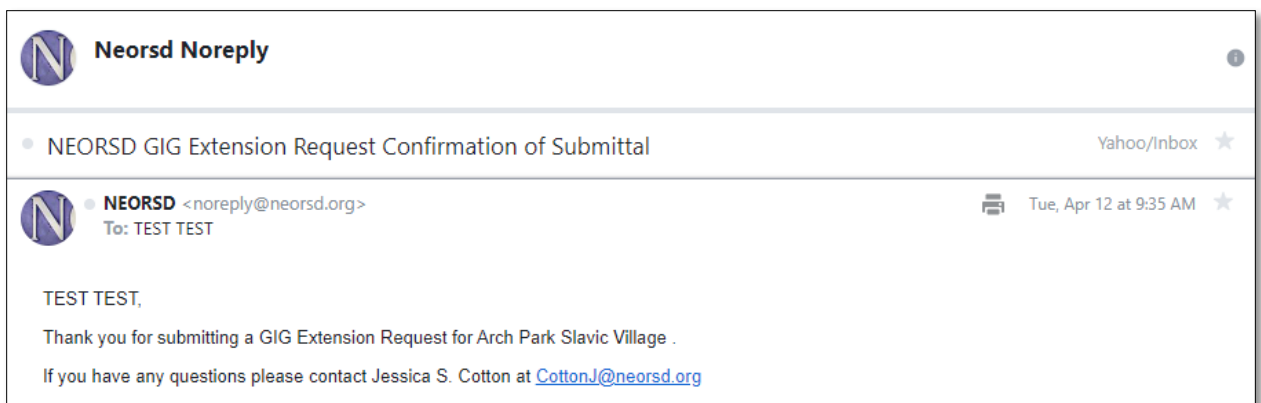 N Neorsd Noreply
NEORSD GIG Extension Request Confirmation of Submittal Yahoo/Inbox
N NEORSD <noreply@neorsd.org> Tue, Apr 12 at 9:35 AM
To: TEST TEST
TEST TEST,
Thank you for submitting a GIG Extension Request for Arch Park Slavic Village .
If you have any questions please contact Jessica S. Cotton at CottonJ@neorsd.org